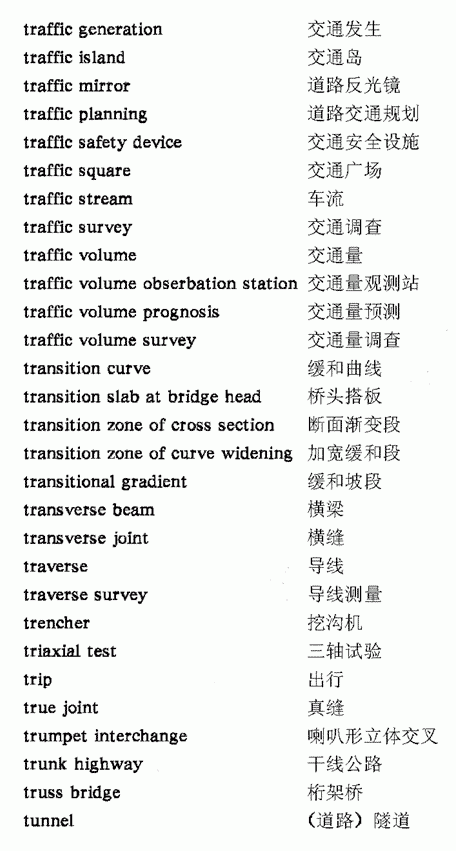 traffic generation 交通发生
traffic island 交通岛
traffic mirror 道路反光镜
traffic planning 道路交通规划
traffic safety device 交通安全设施
traffic square 交通广场
traffic stream 车流
traffic survey 交通调查
traffic volume 交通量
traffic volume obserbation station 交通量观测站
traffic volume prognosis 交通量预测
traffic volume survey 交通量调查
transition curve 缓和曲线
transition slab at bridge head 桥头搭板
transition zone of cross section 断面渐变段
transition zone of curve widening 加宽缓和段
transitional gradient 缓和坡段
transverse beam 横梁
transverse joint 横缝
traverse 导线
traverse survey 导线测量
trencher 挖沟机
triaxial test 三轴试验
trip 出行
true joint 真缝
trumpet interchange 喇叭形立体交叉
trunk highway 干线公路
truss bridge 桁架桥
tunnel (道路) 隧道